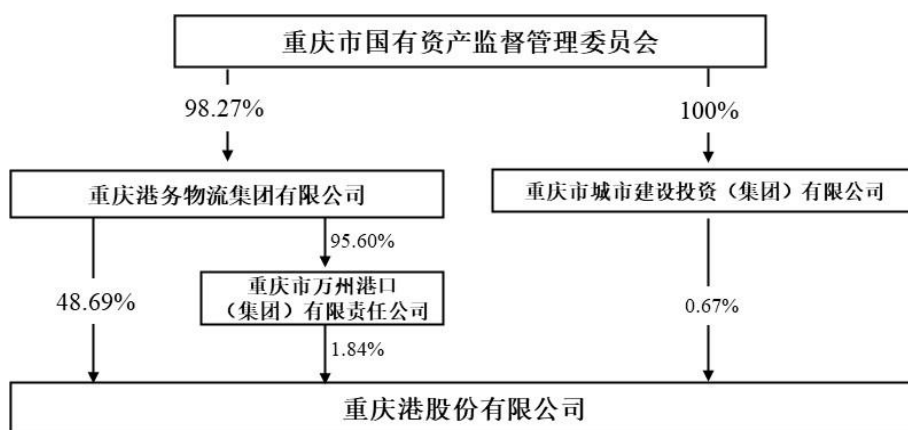 重庆市国有资产监督管理委员会
98.27%
100%
重庆港务物流集团有限公司
重庆市城市建设投资（集团）有限公司
95.60%
重庆市万州港口
（集团）有限责任公司
48.69%
0.67%
1.84%
重庆港股份有限公司